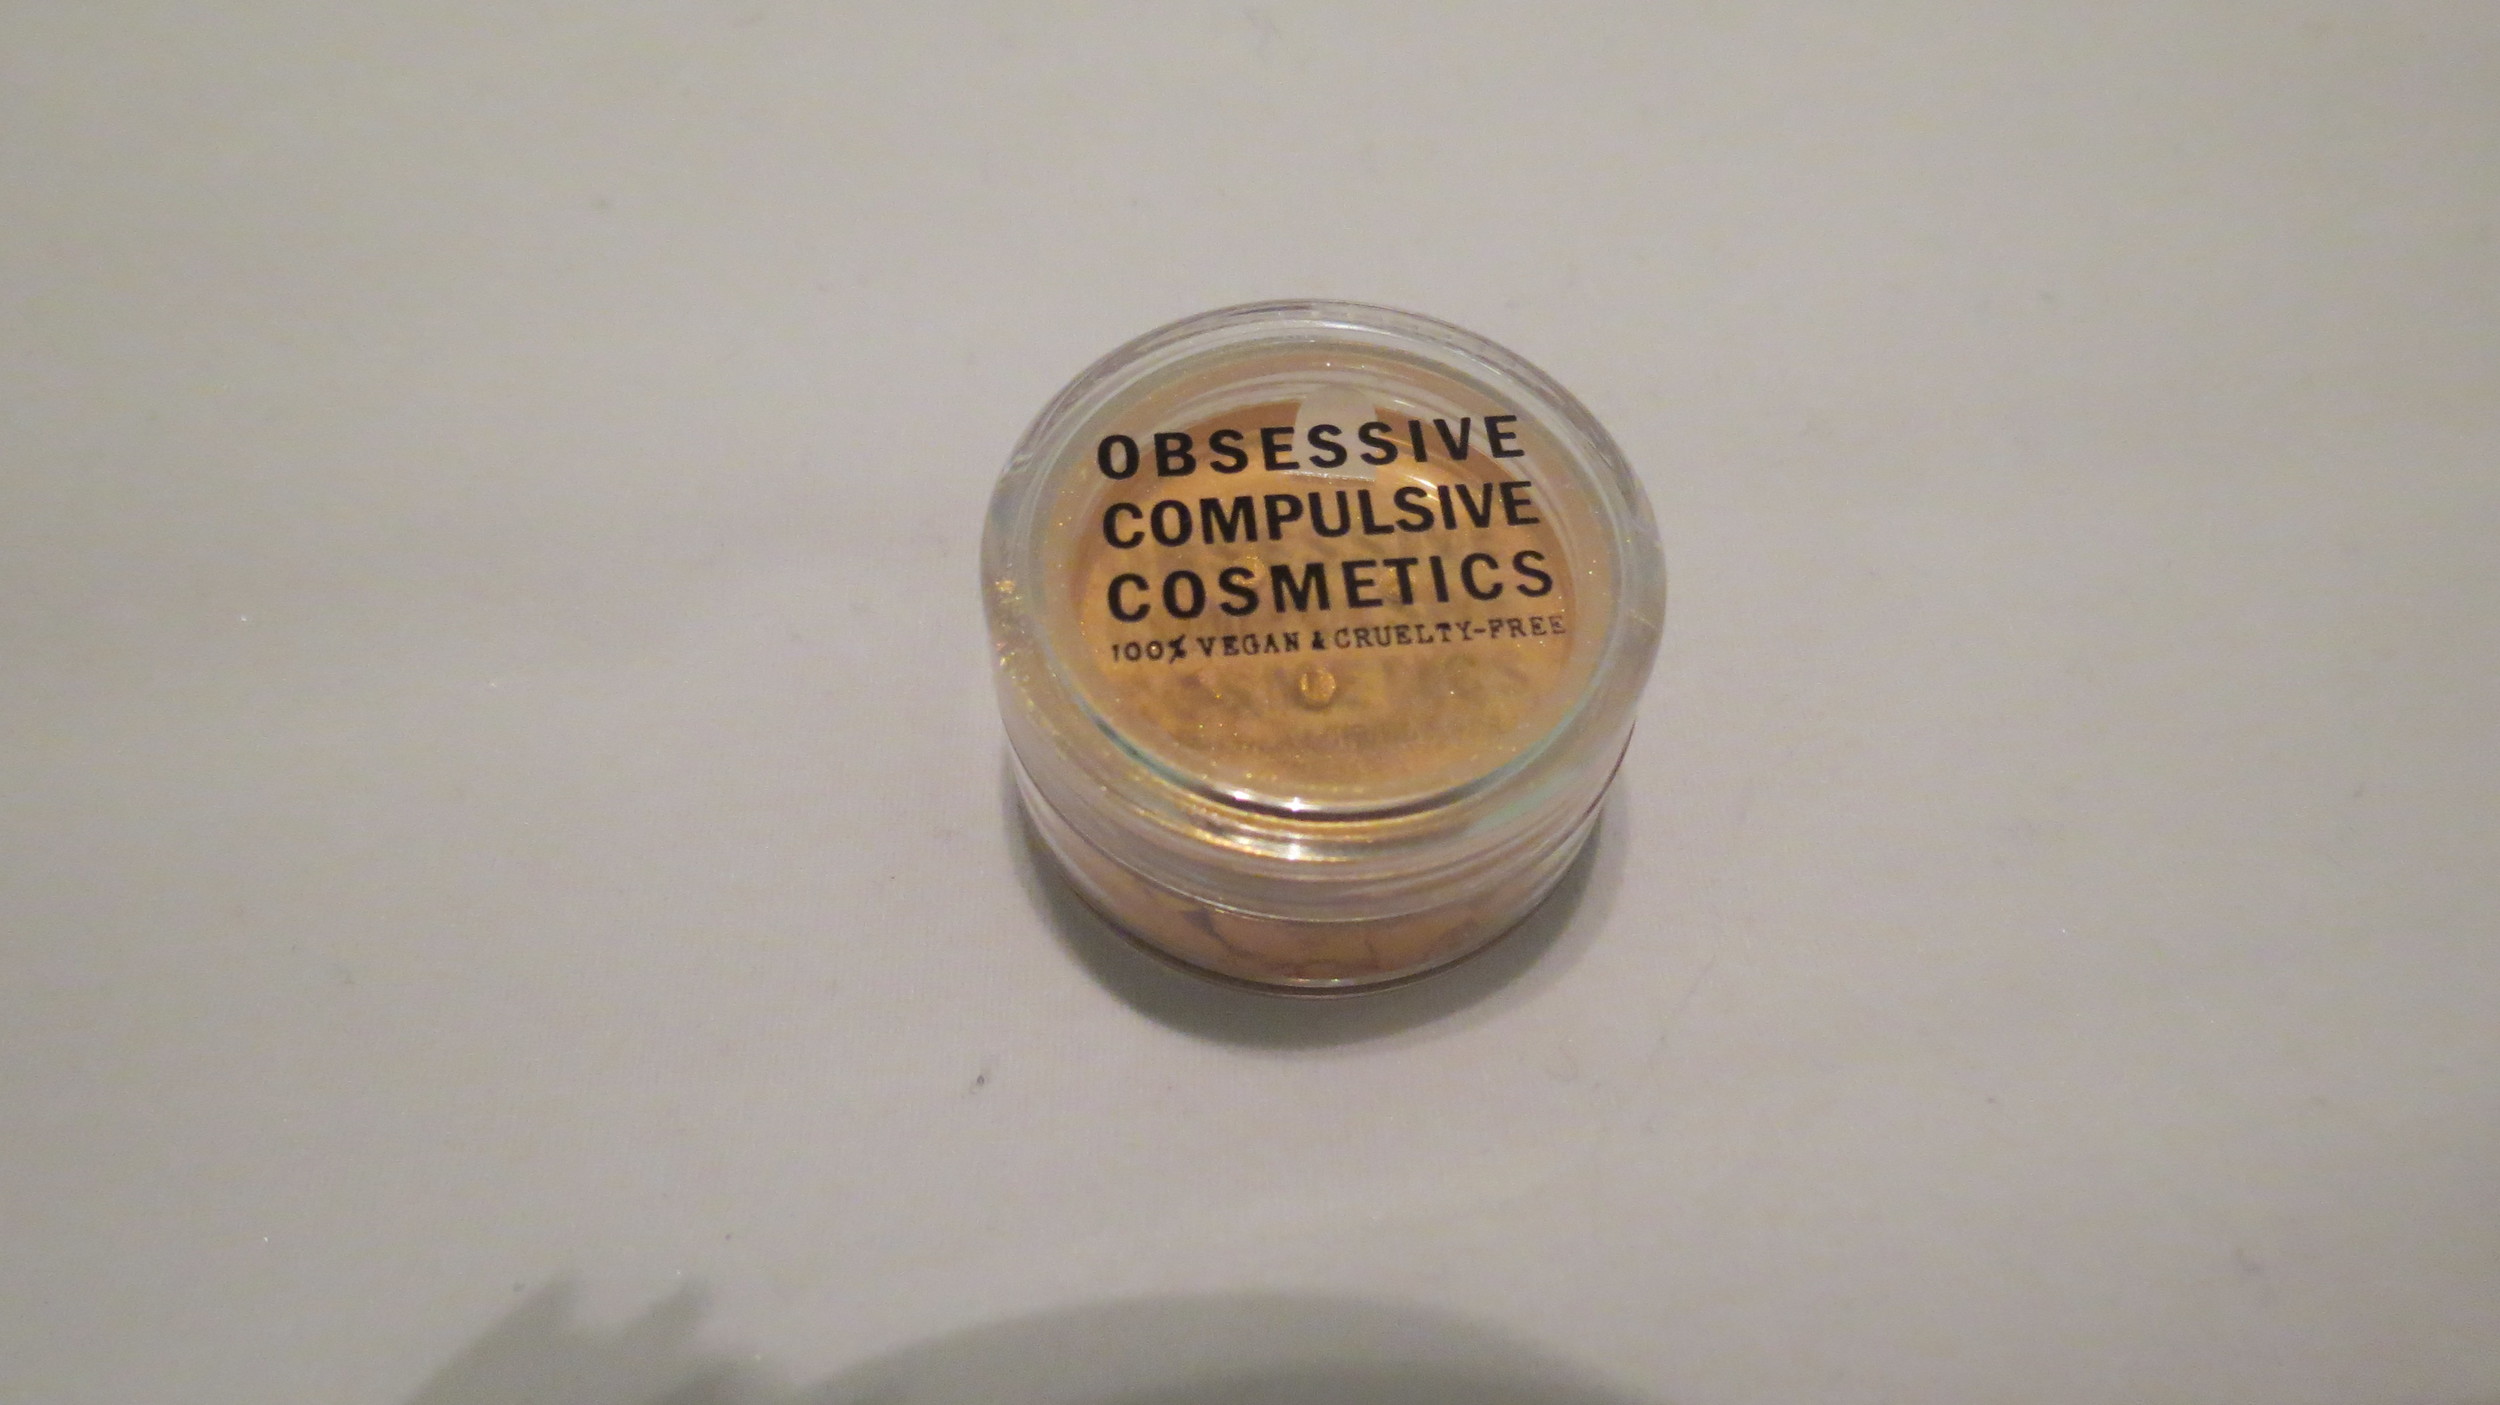 OBSESSIVE
COMPULSIVE
COSMETICS
100% VEGAN & CRUELTY-FREE